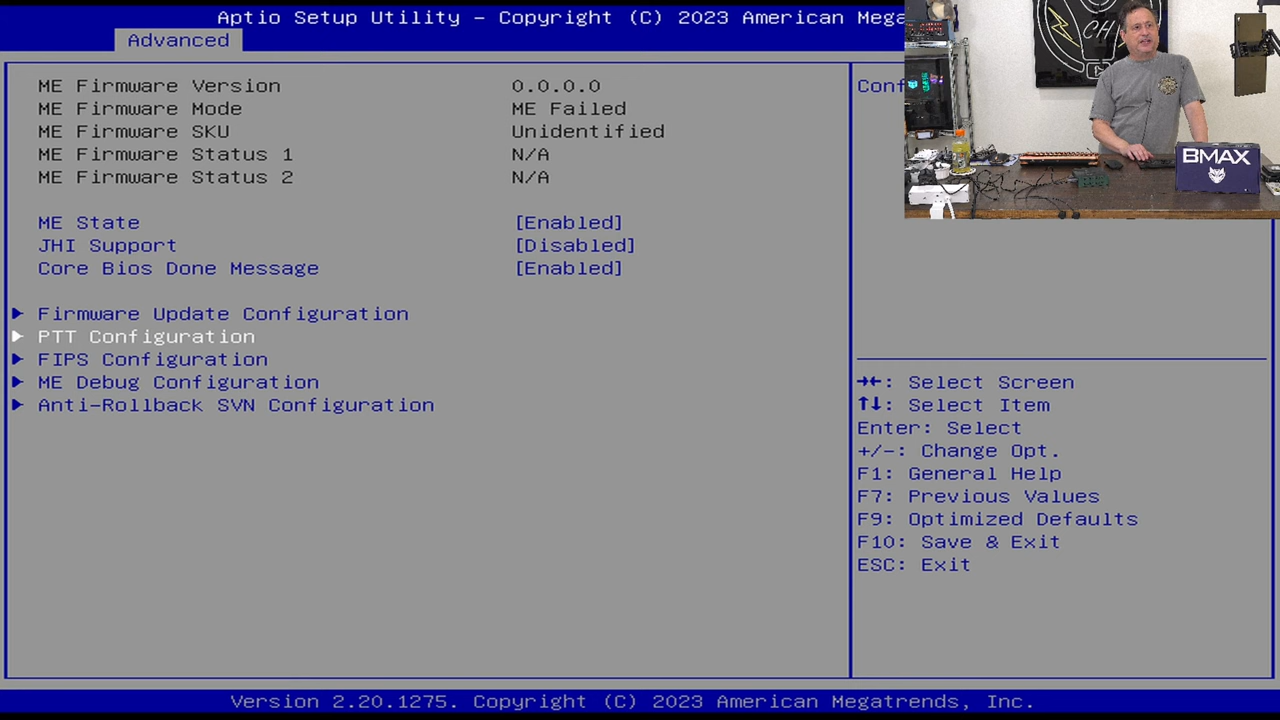 Aptio Setup Utility – Copyright (C) 2023 American Mega
Advanced
ME Firmware Version 0.0.0.0
ME Firmware Mode ME Failed
ME Firmware SKU Unidentified
ME Firmware Status 1 N/A
ME Firmware Status 2 N/A
ME State [Enabled]
JHI Support [Disabled]
Core Bios Done Message [Enabled]
Firmware Update Configuration
PTT Configuration
FIPS Configuration
ME Debug Configuration
Anti-Rollback SVN Configuration
Conf
CH
BMAX
→←: Select Screen
↑↓: Select Item
Enter: Select
+/-: Change Opt.
F1: General Help
F7: Previous Values
F9: Optimized Defaults
F10: Save & Exit
ESC: Exit
Version 2.20.1275. Copyright (C) 2023 American Megatrends, Inc.